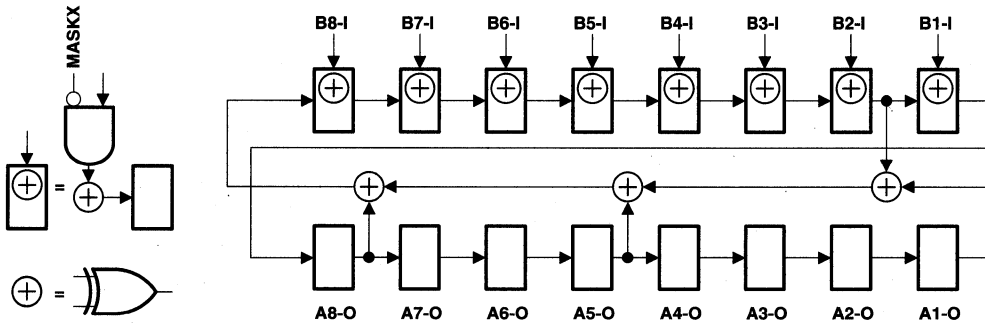 MASKX
B8-I B7-I B6-I B5-I B4-I B3-I B2-I B1-I
=
=
A8-O A7-O A6-O A5-O A4-O A3-O A2-O A1-O